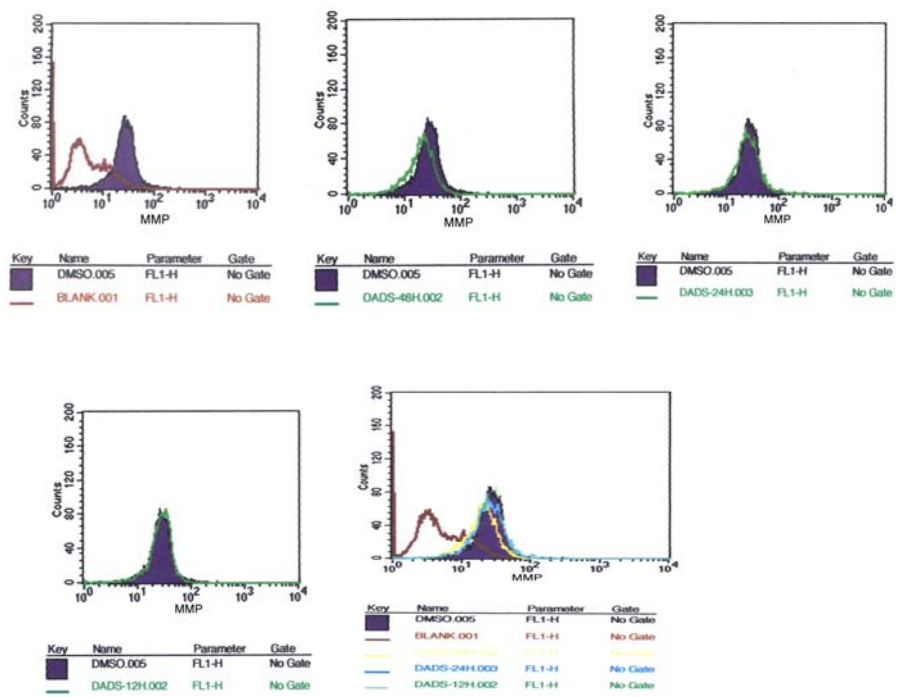 200
160
120
80
40
0
Counts
10^0 10^1 10^2 10^3 10^4
MMP
Key Name Parameter Gate
DMSO.005 FL1-H No Gate
BLANK.001 FL1-H No Gate
200
160
120
80
40
0
Counts
10^0 10^1 10^2 10^3 10^4
MMP
Key Name Parameter Gate
DMSO.005 FL1-H No Gate
DADS-48H.002 FL1-H No Gate
200
160
120
80
40
0
Counts
10^0 10^1 10^2 10^3 10^4
MMP
Key Name Parameter Gate
DMSO.005 FL1-H No Gate
DADS-24H.003 FL1-H No Gate
200
160
120
80
40
0
Counts
10^0 10^1 10^2 10^3 10^4
MMP
Key Name Parameter Gate
DMSO.005 FL1-H No Gate
DADS-12H.002 FL1-H No Gate
200
160
120
80
40
0
Counts
10^0 10^1 10^2 10^3 10^4
MMP
Key Name Parameter Gate
DMSO.005 FL1-H No Gate
BLANK.001 FL1-H No Gate
FL1-H No Gate
DADS-24H.003 FL1-H No Gate
DADS-12H.002 FL1-H No Gate